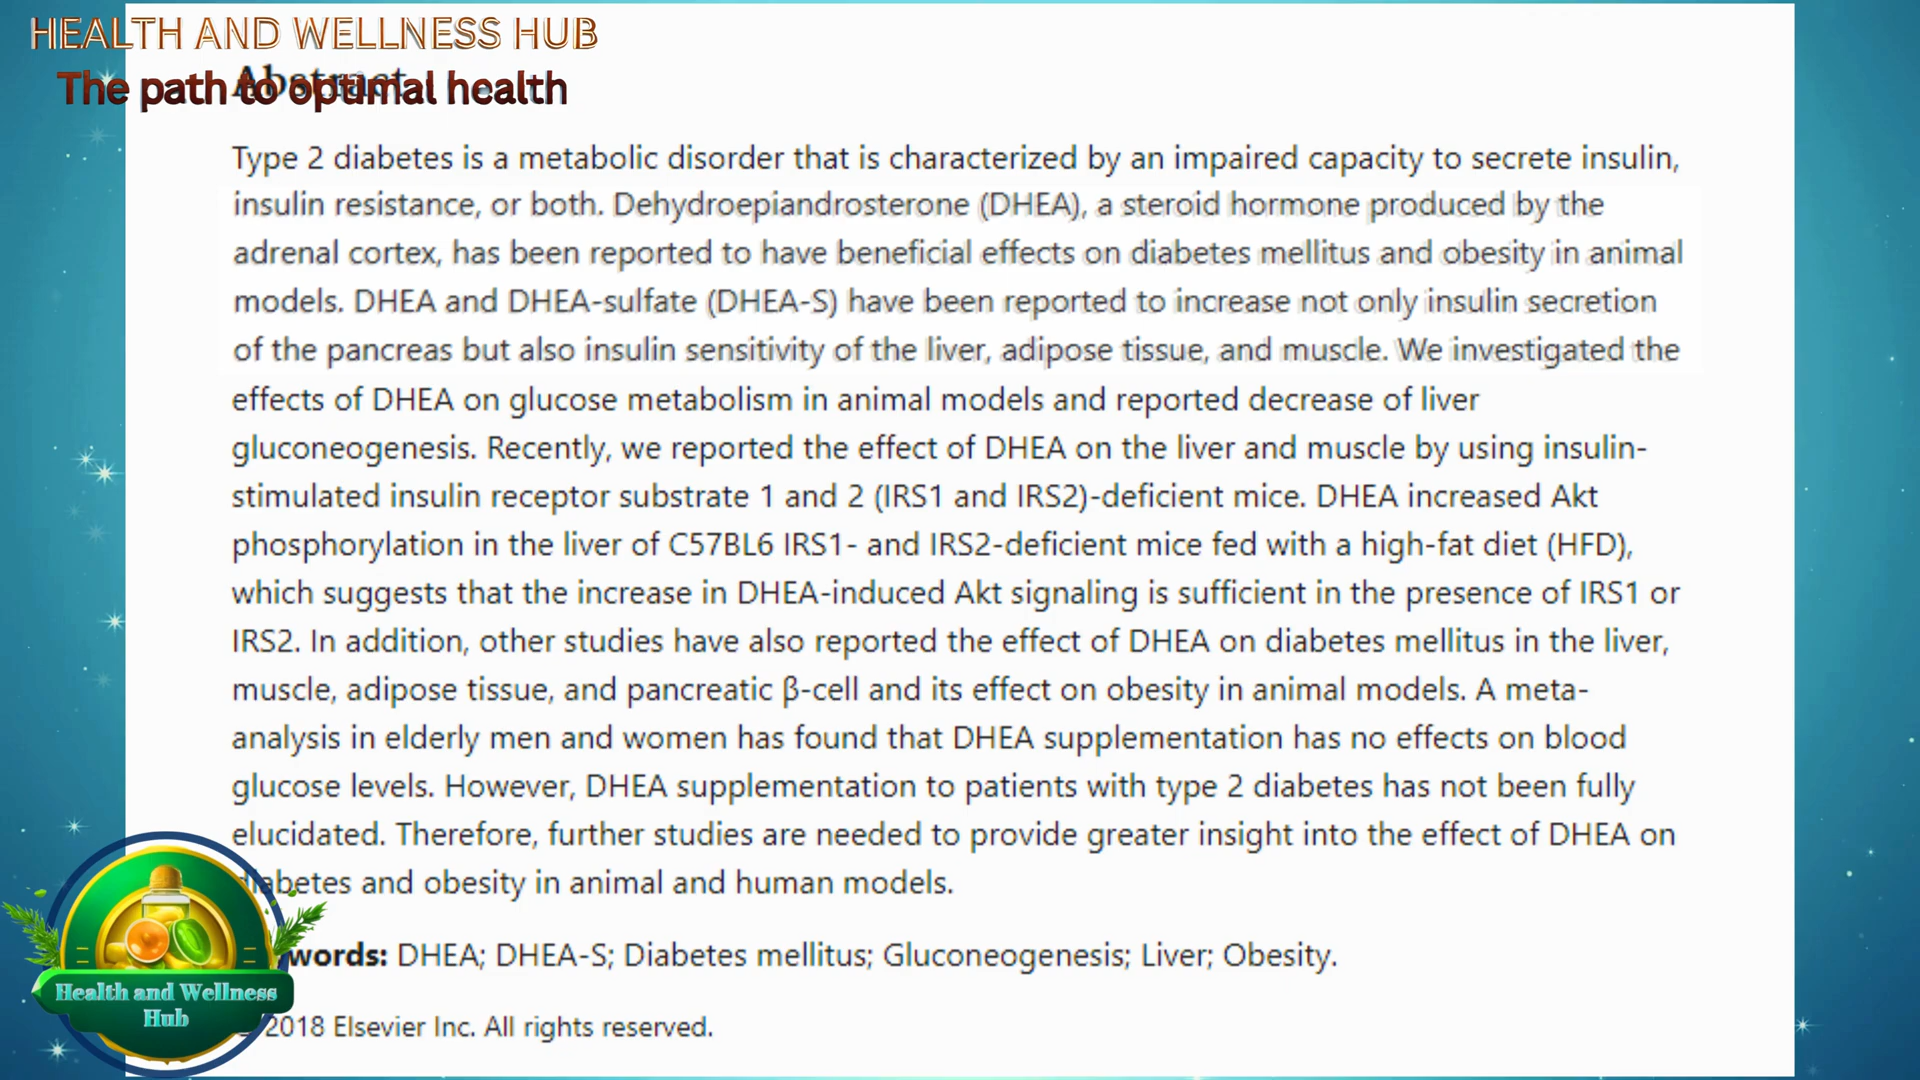 HEALTH AND WELLNESS HUB
Abstract
The path to optimal health
Type 2 diabetes is a metabolic disorder that is characterized by an impaired capacity to secrete insulin,
insulin resistance, or both. Dehydroepiandrosterone (DHEA), a steroid hormone produced by the
adrenal cortex, has been reported to have beneficial effects on diabetes mellitus and obesity in animal
models. DHEA and DHEA-sulfate (DHEA-S) have been reported to increase not only insulin secretion
of the pancreas but also insulin sensitivity of the liver, adipose tissue, and muscle. We investigated the
effects of DHEA on glucose metabolism in animal models and reported decrease of liver
gluconeogenesis. Recently, we reported the effect of DHEA on the liver and muscle by using insulin-
stimulated insulin receptor substrate 1 and 2 (IRS1 and IRS2)-deficient mice. DHEA increased Akt
phosphorylation in the liver of C57BL6 IRS1- and IRS2-deficient mice fed with a high-fat diet (HFD),
which suggests that the increase in DHEA-induced Akt signaling is sufficient in the presence of IRS1 or
IRS2. In addition, other studies have also reported the effect of DHEA on diabetes mellitus in the liver,
muscle, adipose tissue, and pancreatic β-cell and its effect on obesity in animal models. A meta-
analysis in elderly men and women has found that DHEA supplementation has no effects on blood
glucose levels. However, DHEA supplementation to patients with type 2 diabetes has not been fully
elucidated. Therefore, further studies are needed to provide greater insight into the effect of DHEA on
diabetes and obesity in animal and human models.
words: DHEA; DHEA-S; Diabetes mellitus; Gluconeogenesis; Liver; Obesity.
Health and Wellness
Hub
2018 Elsevier Inc. All rights reserved.